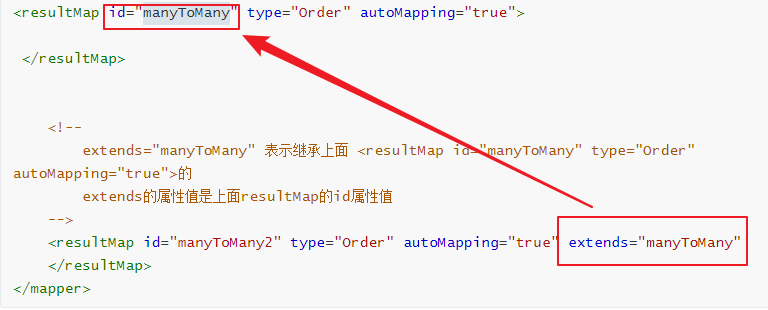 <resultMap id="manyToMany" type="Order" autoMapping="true">
</resultMap>
<!--
extends="manyToMany" 表示继承上面 <resultMap id="manyToMany" type="Order"
autoMapping="true">的
extends的属性值是上面resultMap的id属性值
-->
<resultMap id="manyToMany2" type="Order" autoMapping="true" extends="manyToMany"
</resultMap>
</mapper>